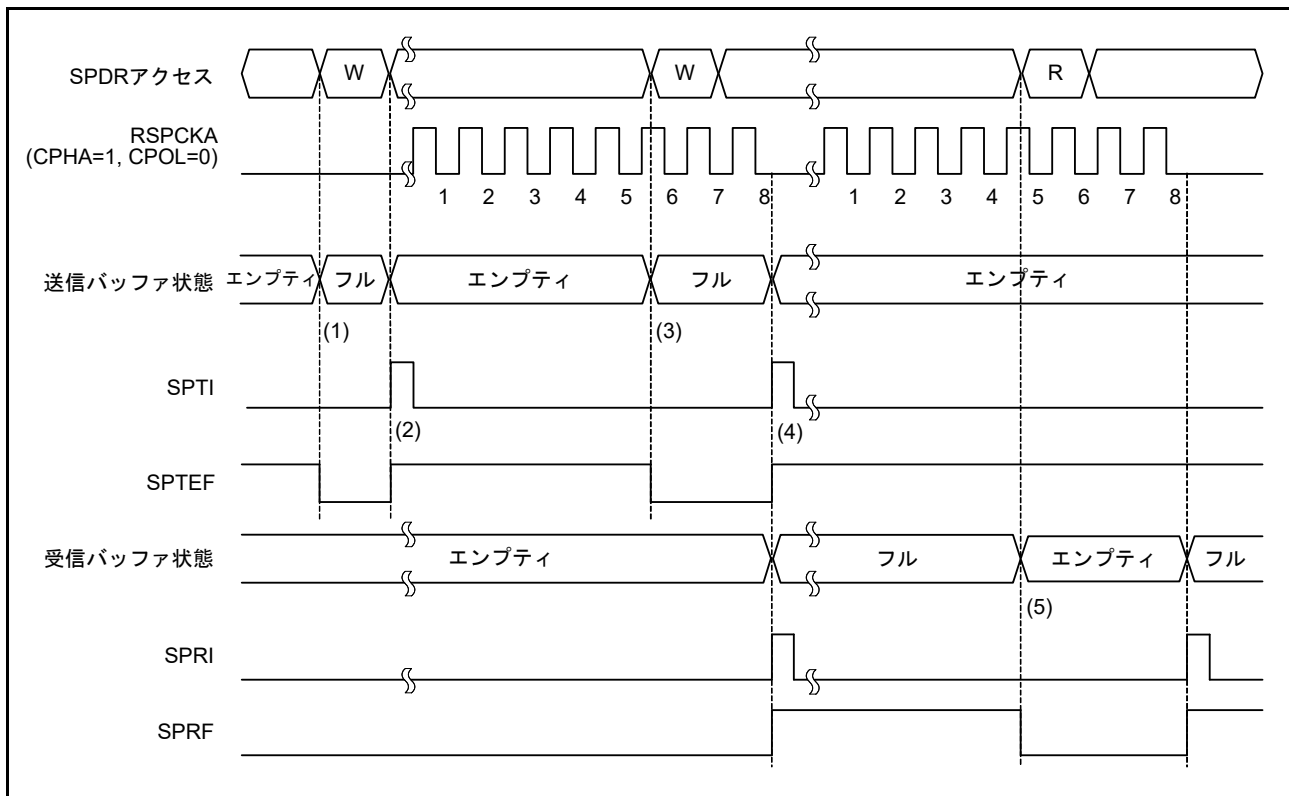 SPDRアクセス W W R
RSPCKA
(CPHA=1, CPOL=0)
1 2 3 4 5 6 7 8 1 2 3 4 5 6 7 8
送信バッファ状態 エンプティ フル エンプティ フル エンプティ
(1) (3)
SPTI
(2) (4)
SPTEF
受信バッファ状態 エンプティ フル エンプティ フル
(5)
SPRI
SPRF